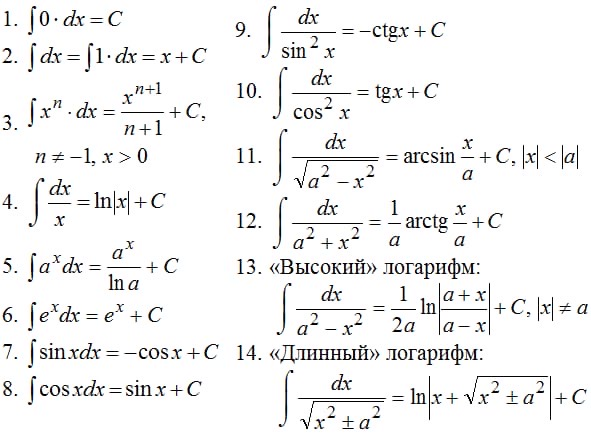 1. ∫0·dx = C
2. ∫dx = ∫1·dx = x + C
3. ∫xⁿ·dx = xⁿ⁺¹/(n+1) + C,
n ≠ −1, x > 0
4. ∫dx/x = ln|x| + C
5. ∫aˣdx = aˣ/ln a + C
6. ∫eˣdx = eˣ + C
7. ∫sin xdx = −cos x + C
8. ∫cos xdx = sin x + C
9. ∫dx/sin² x = −ctgx + C
10. ∫dx/cos² x = tgx + C
11. ∫dx/√(a² − x²) = arcsin x/a + C, |x| < |a|
12. ∫dx/(a² + x²) = 1/a arctg x/a + C
13. «Высокий» логарифм:
∫dx/(a² − x²) = 1/2a ln|(a + x)/(a − x)| + C, |x| ≠ a
14. «Длинный» логарифм:
∫dx/√(x² ± a²) = ln|x + √(x² ± a²)| + C